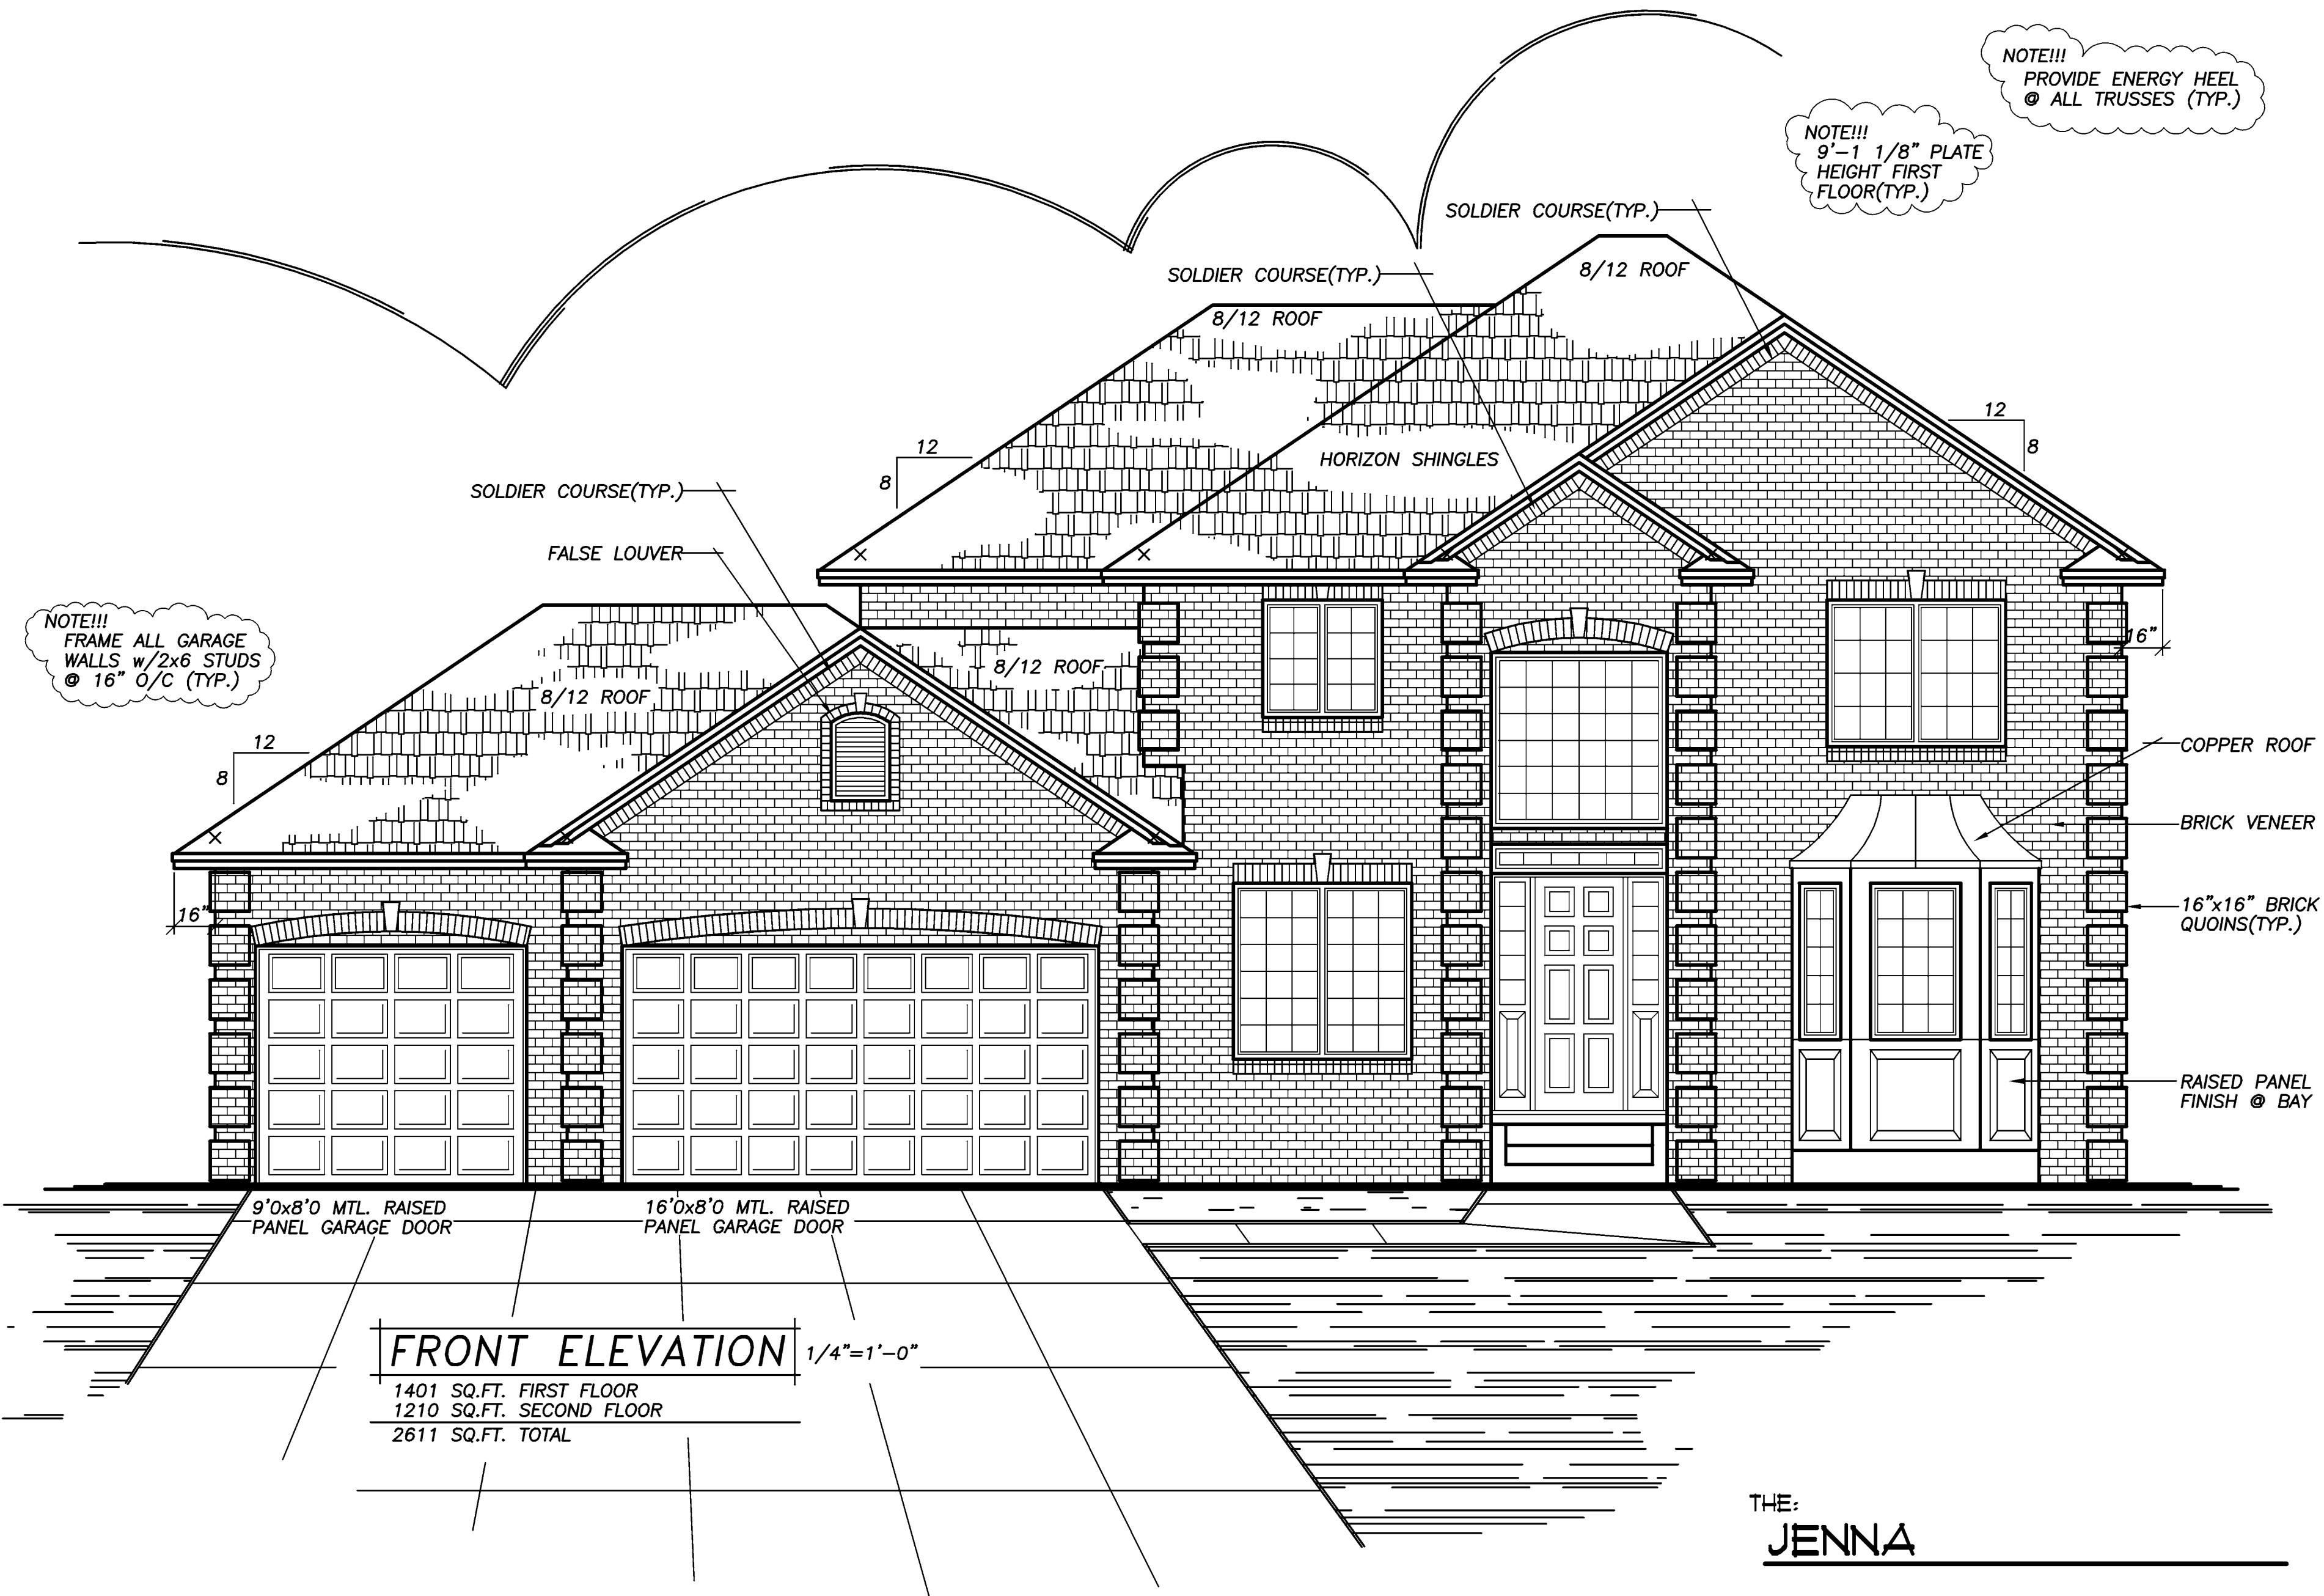 NOTE!!!
PROVIDE ENERGY HEEL
@ ALL TRUSSES (TYP.)
NOTE!!!
9'-1 1/8" PLATE
HEIGHT FIRST
FLOOR(TYP.)
SOLDIER COURSE(TYP.)
8/12 ROOF
SOLDIER COURSE(TYP.)
8/12 ROOF
12
8
12
8
HORIZON SHINGLES
SOLDIER COURSE(TYP.)
FALSE LOUVER
NOTE!!!
FRAME ALL GARAGE
WALLS w/2x6 STUDS
@ 16" O/C (TYP.)
16"
8/12 ROOF
8/12 ROOF
12
8
COPPER ROOF
BRICK VENEER
16"
16"x16" BRICK
QUOINS(TYP.)
RAISED PANEL
FINISH @ BAY
9'0x8'0 MTL. RAISED
PANEL GARAGE DOOR
16'0x8'0 MTL. RAISED
PANEL GARAGE DOOR
FRONT ELEVATION 1/4"=1'-0"
1401 SQ.FT. FIRST FLOOR
1210 SQ.FT. SECOND FLOOR
2611 SQ.FT. TOTAL
THE:
JENNA